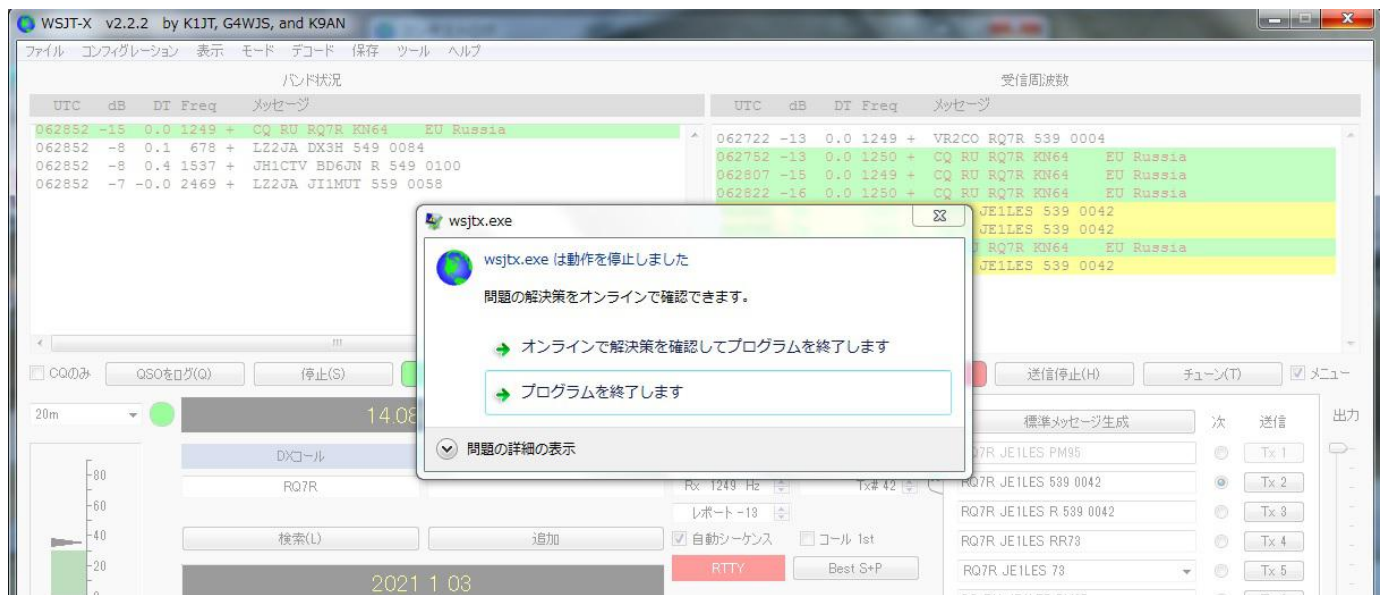 WSJT-X v2.2.2 by K1JT, G4WJS, and K9AN
ファイル コンフィグレーション 表示 モード デコード 保存 ツール ヘルプ
バンド状況
UTC dB DT Freq メッセージ
062852 -15 0.0 1249 + CQ RU RQ7R KN64 EU Russia
062852 -8 0.1 678 + LZ2JA DX3H 549 0084
062852 -8 0.4 1537 + JH1CTV BD6JN R 549 0100
062852 -7 -0.0 2469 + LZ2JA JI1MUT 559 0058
受信周波数
UTC dB DT Freq メッセージ
062722 -13 0.0 1249 + VR2CO RQ7R 539 0004
062752 -13 0.0 1250 + CQ RU RQ7R KN64 EU Russia
062807 -15 0.0 1249 + CQ RU RQ7R KN64 EU Russia
062822 -16 0.0 1250 + CQ RU RQ7R KN64 EU Russia
JE1LES 539 0042
JE1LES 539 0042
RQ7R KN64 EU Russia
JE1LES 539 0042
wsjtx.exe
wsjtx.exe は動作を停止しました
問題の解決策をオンラインで確認できます。
オンラインで解決策を確認してプログラムを終了します
プログラムを終了します
問題の詳細の表示
CQのみ QSOをログ(Q) 停止(S) 送信停止(H) チューン(T) メニュー
20m 14.08 標準メッセージ生成 次 送信 出力
DXコール RQ7R JE1LES PM95 Tx 1
-80
RQ7R Rx 1249 Hz Tx# 42 RQ7R JE1LES 539 0042 Tx 2
-60
レポート -13 RQ7R JE1LES R 539 0042 Tx 3
-40 検索(L) 追加 自動シーケンス コール 1st RQ7R JE1LES RR73 Tx 4
-20 RTTY Best S+P RQ7R JE1LES 73 Tx 5
2021 1 03
0